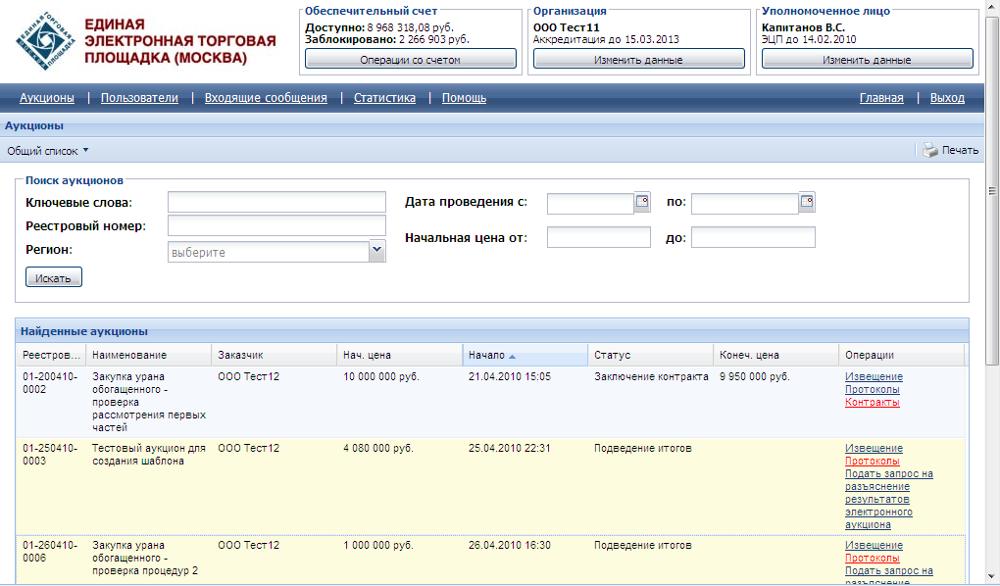 ЕДИНАЯ ТОРГОВАЯ ЭЛЕКТРОННАЯ ПЛОЩАДКА
ЕДИНАЯ
ЭЛЕКТРОННАЯ ТОРГОВАЯ
ПЛОЩАДКА (МОСКВА)
Обеспечительный счет
Доступно: 8 968 318,08 руб.
Заблокировано: 2 266 903 руб.
Операции со счетом
Организация
ООО Тест11
Аккредитация до 15.03.2013
Изменить данные
Уполномоченное лицо
Капитанов В.С.
ЭЦП до 14.02.2010
Изменить данные
Аукционы | Пользователи | Входящие сообщения | Статистика | Помощь Главная | Выход
Аукционы
Общий список Печать
Поиск аукционов
Ключевые слова: Дата проведения с: по:
Реестровый номер:
Начальная цена от: до:
Регион: выберите
Искать
Найденные аукционы
Реестров... Наименование Заказчик Нач. цена Начало Статус Конеч. цена Операции
01-200410- Закупка урана ООО Тест12 10 000 000 руб. 21.04.2010 15:05 Заключение контракта 9 950 000 руб. Извещение
0002 обогащенного - Протоколы
проверка Контракты
рассмотрения первых
частей
01-250410- Тестовый аукцион для ООО Тест12 4 080 000 руб. 25.04.2010 22:31 Подведение итогов Извещение
0003 создания шаблона Протоколы
Подать запрос на
разъяснение
результатов
электронного
аукциона
01-260410- Закупка урана ООО Тест12 1 000 000 руб. 26.04.2010 16:30 Подведение итогов Извещение
0006 обогащенного - Протоколы
проверка процедур 2 Подать запрос на
разъяснение